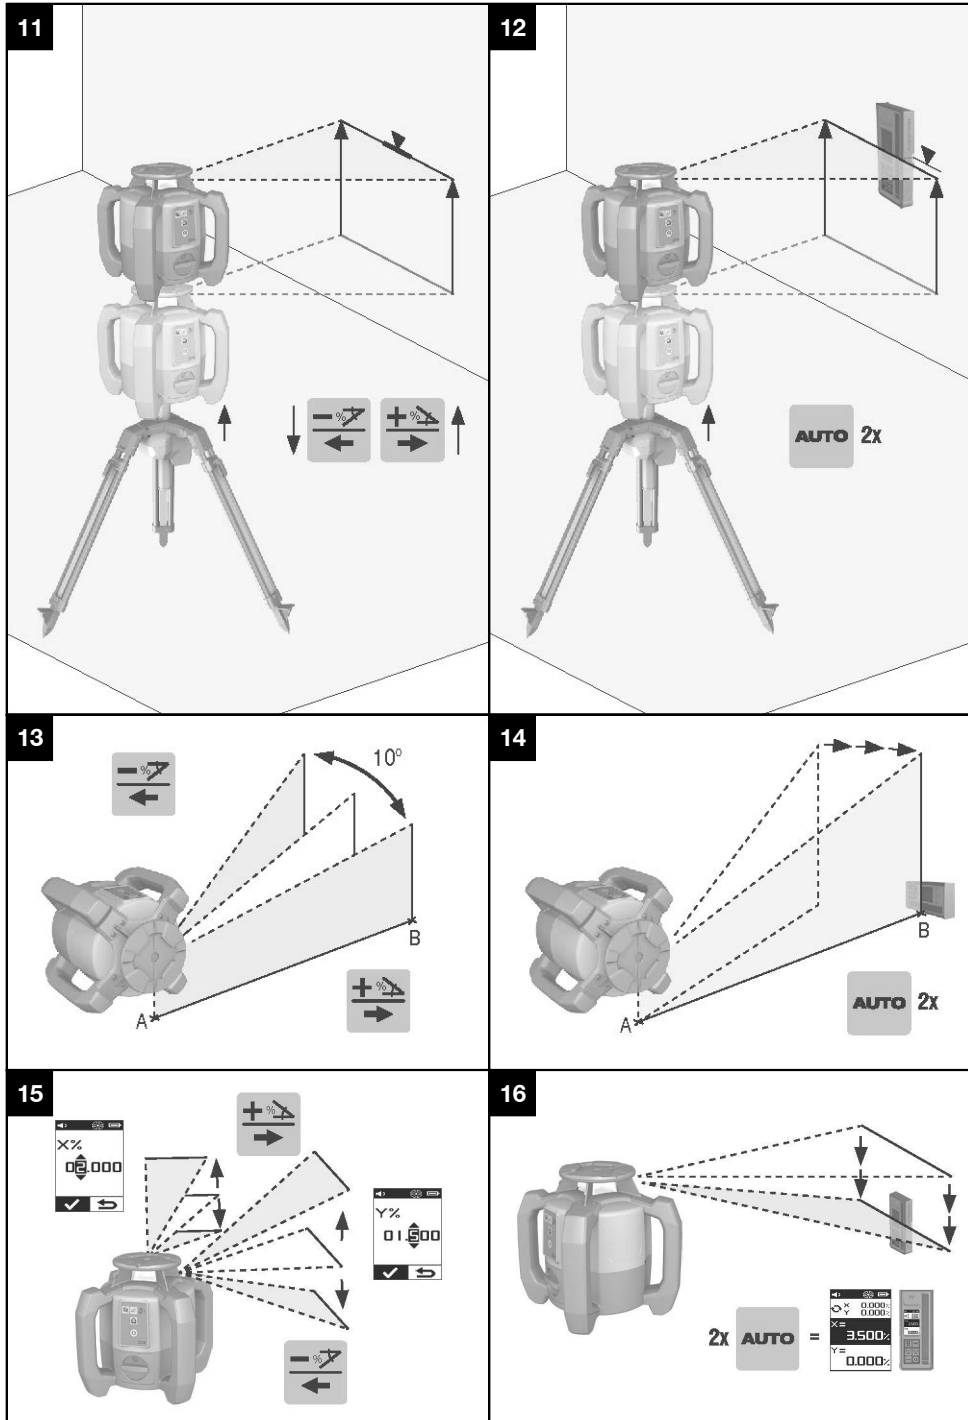 11
12
− %
+ %
AUTO 2x
13
14
− %
10°
B
B
+ %
A
A
AUTO 2x
15
16
+ %
X%
02.000
Y%
01.500
− %
2x AUTO =
X 0.000%
Y 0.000%
X=
3.500%
Y=
0.000%